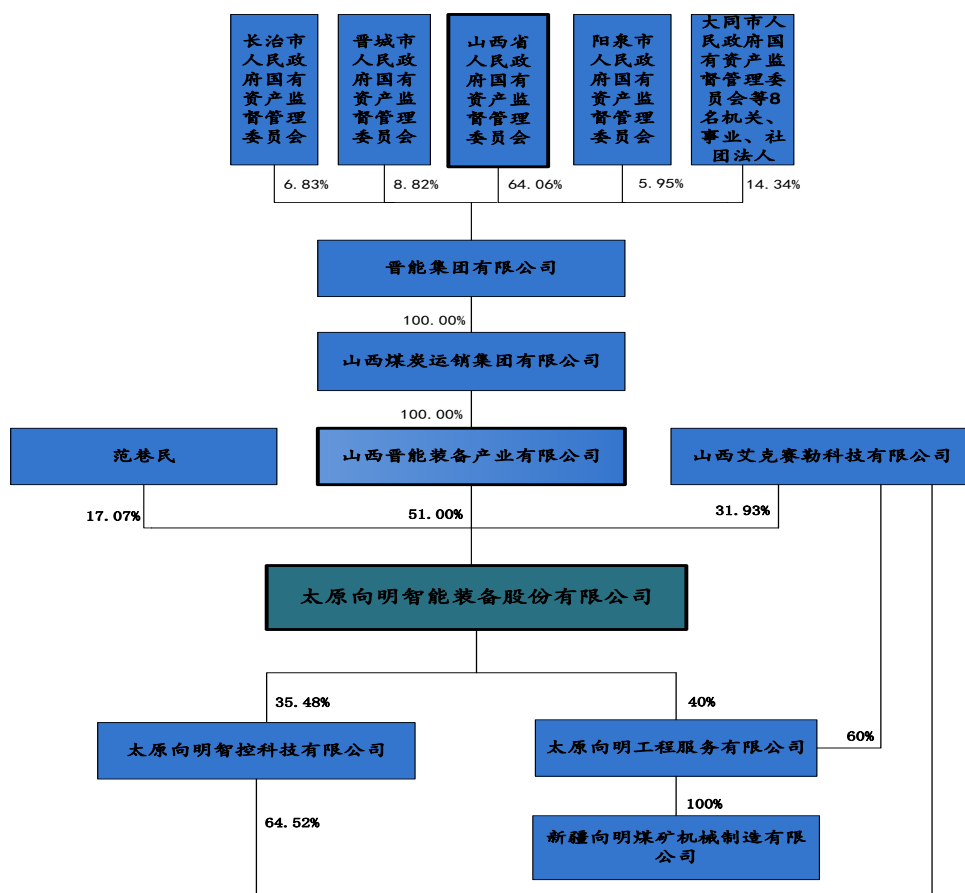 长治市
人民政
府国有
资产监
督管理
委员会
晋城市
人民政
府国有
资产监
督管理
委员会
山西省
人民政
府国有
资产监
督管理
委员会
阳泉市
人民政
府国有
资产监
督管理
委员会
大同市人
民政府国
有资产监
督管理委
员会等8
名机关、
事业、社
团法人
6.83%
8.82%
64.06%
5.95%
14.34%
晋能集团有限公司
100.00%
山西煤炭运销集团有限公司
100.00%
范巷民
山西晋能装备产业有限公司
山西艾克赛勒科技有限公司
17.07%
51.00%
31.93%
太原向明智能装备股份有限公司
35.48%
40%
太原向明智控科技有限公司
太原向明工程服务有限公司
60%
64.52%
100%
新疆向明煤矿机械制造有限
公司